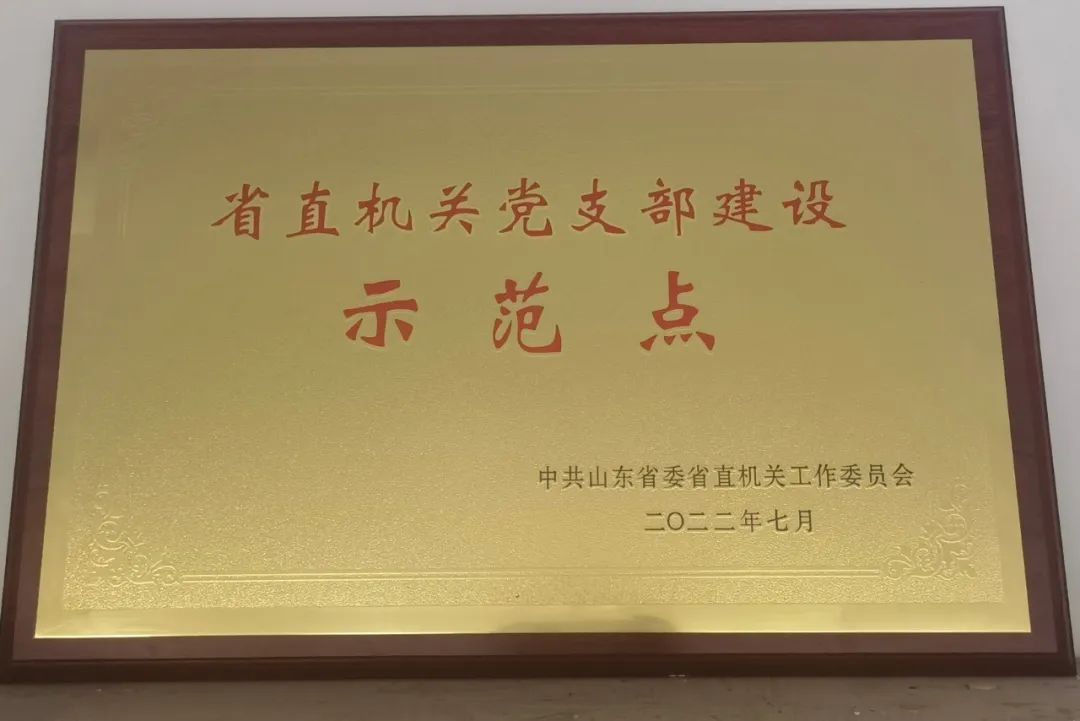 省直机关党支部建设
示范点
中共山东省委省直机关工作委员会
二〇二二年七月